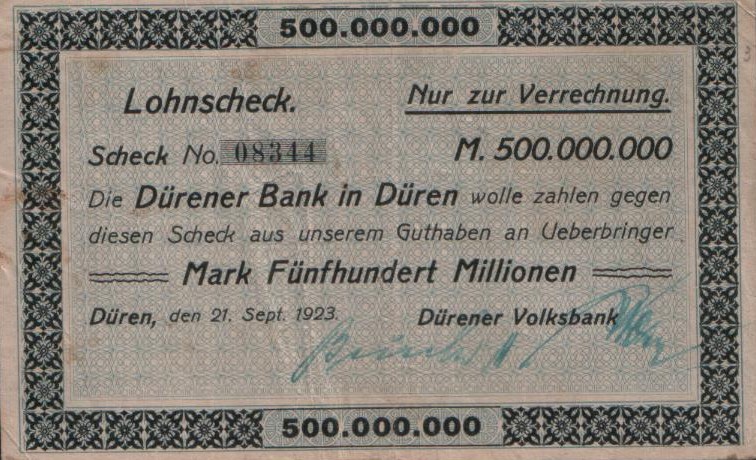 500.000.000
Lohnscheck. Nur zur Verrechnung.
Scheck No. 08344 M. 500.000.000
Die Dürener Bank in Düren wolle zahlen gegen
diesen Scheck aus unserem Guthaben an Ueberbringer
Mark Fünfhundert Millionen
Düren, den 21. Sept. 1923. Dürener Volksbank
500.000.000